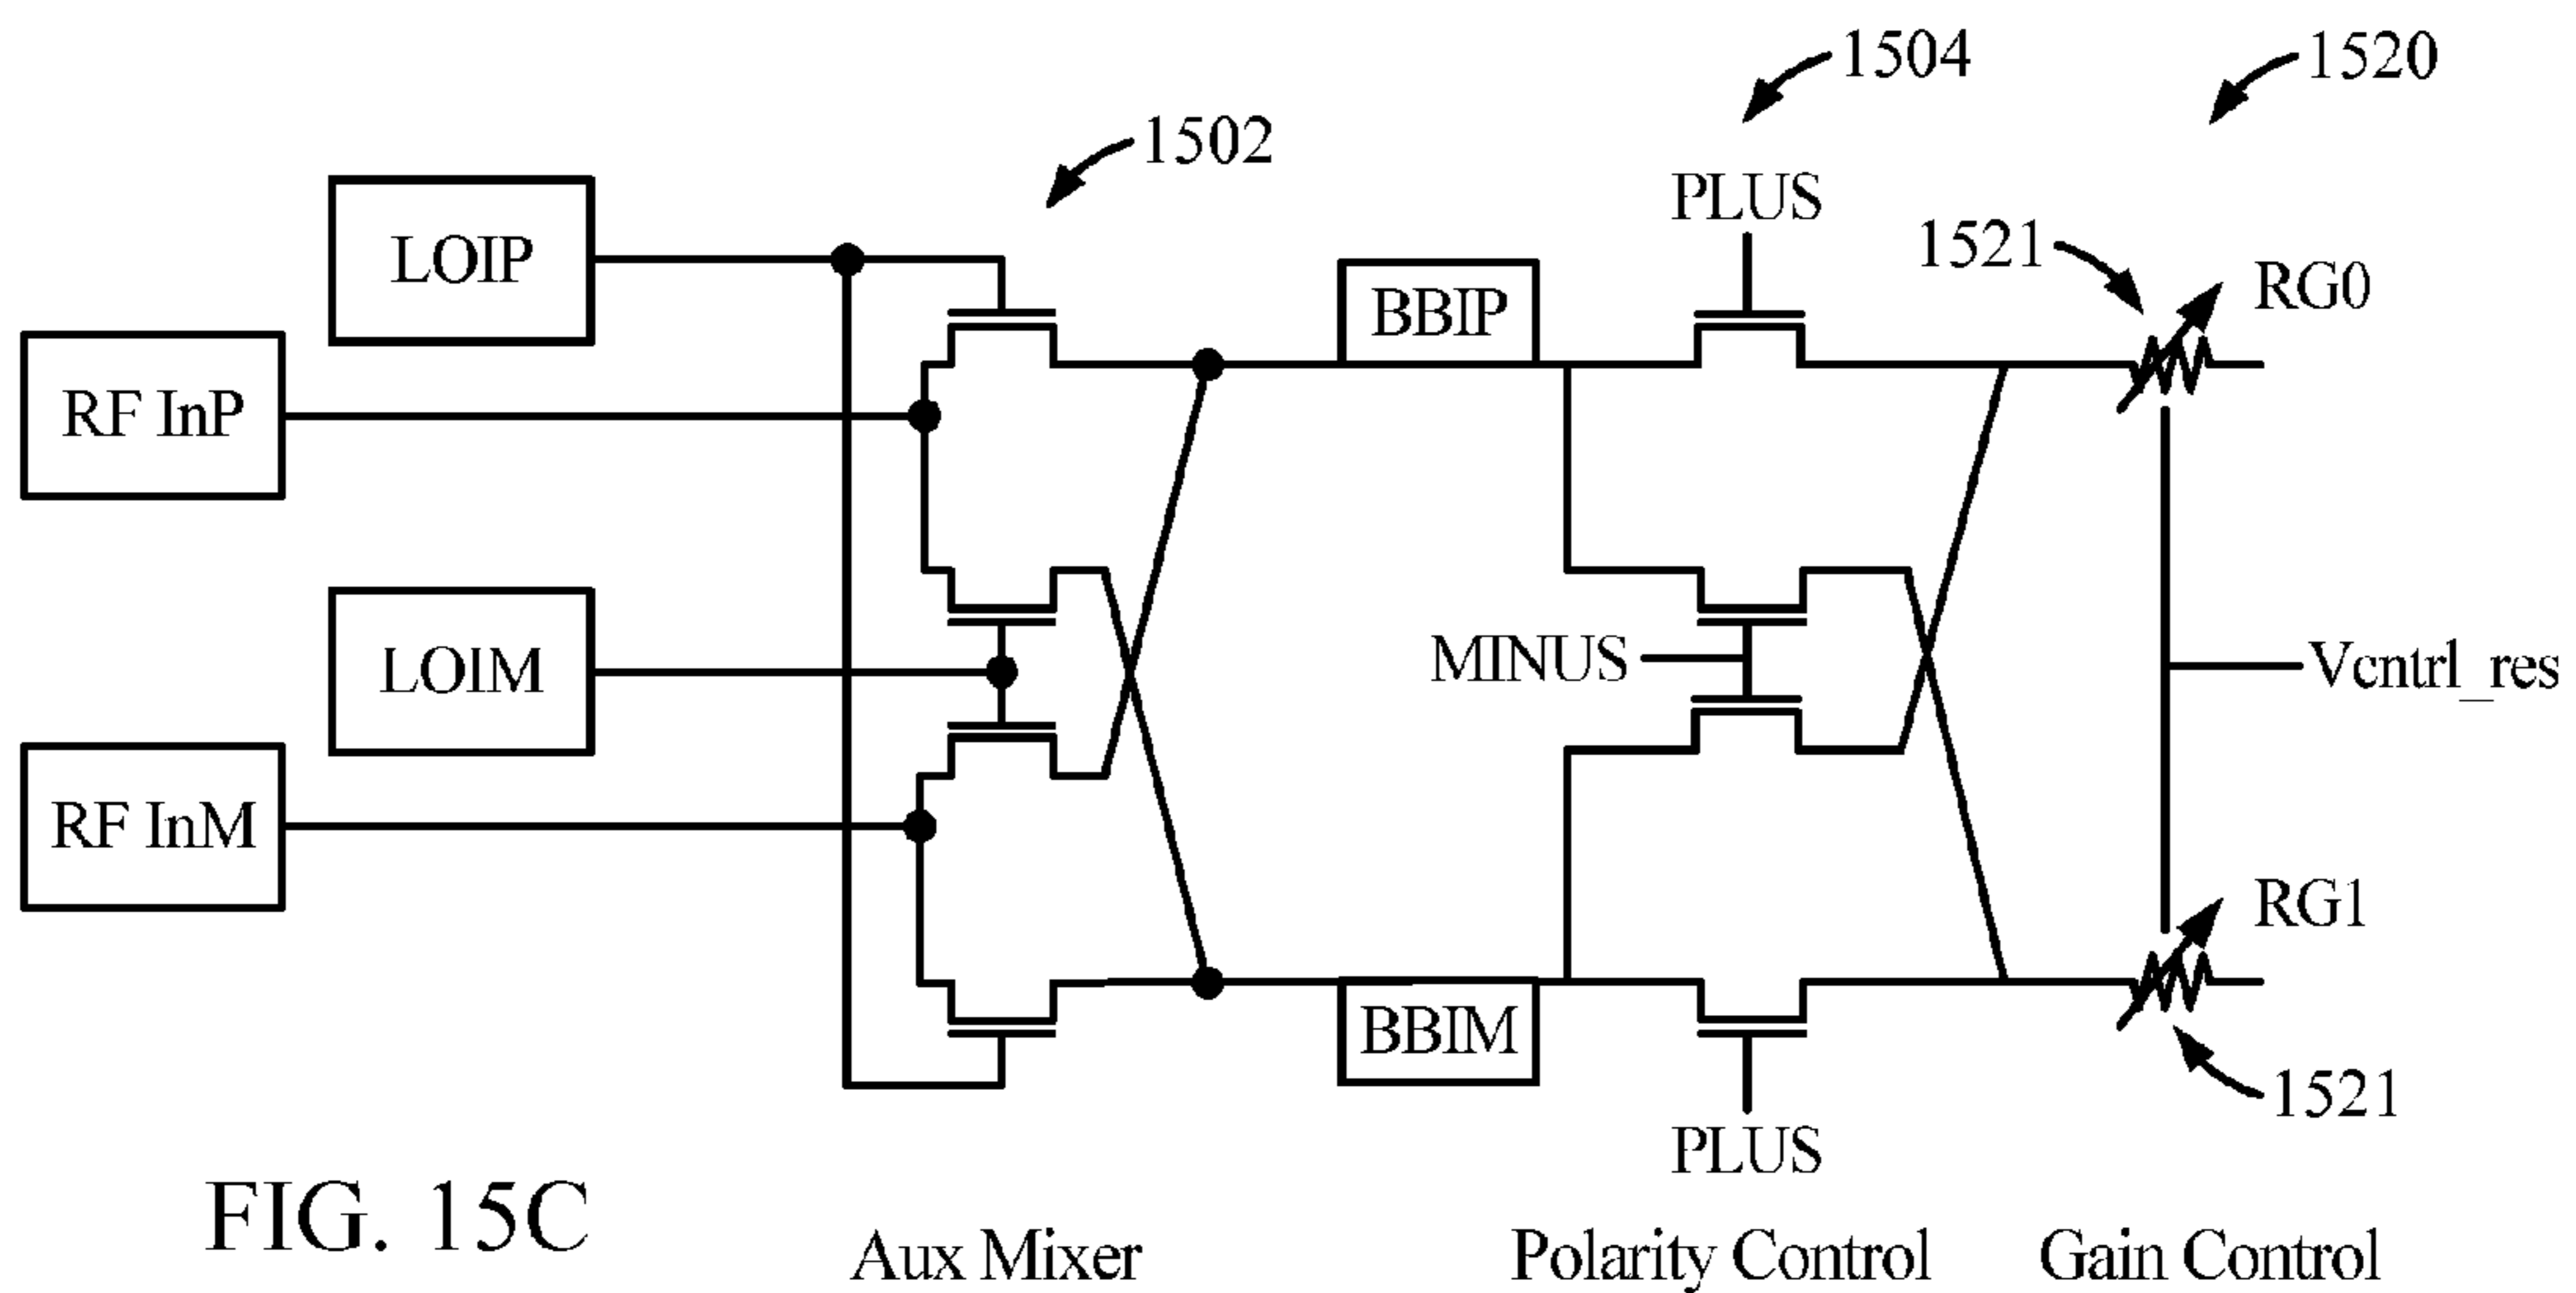 1504
1520
1502
PLUS
1521
LOIP
RG0
BBIP
RF InP
MINUS
LOIM
Vcntrl_res
RF InM
RG1
BBIM
1521
PLUS
FIG. 15C
Aux Mixer
Polarity Control
Gain Control